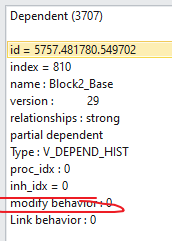 Dependent (3707)
id = 5757.481780.549702
index = 810
name : Block2_Base
version : 29
relationships : strong
partial dependent
Type : V_DEPEND_HIST
proc_idx : 0
inh_idx = 0
modify behavior : 0
Link behavior : 0